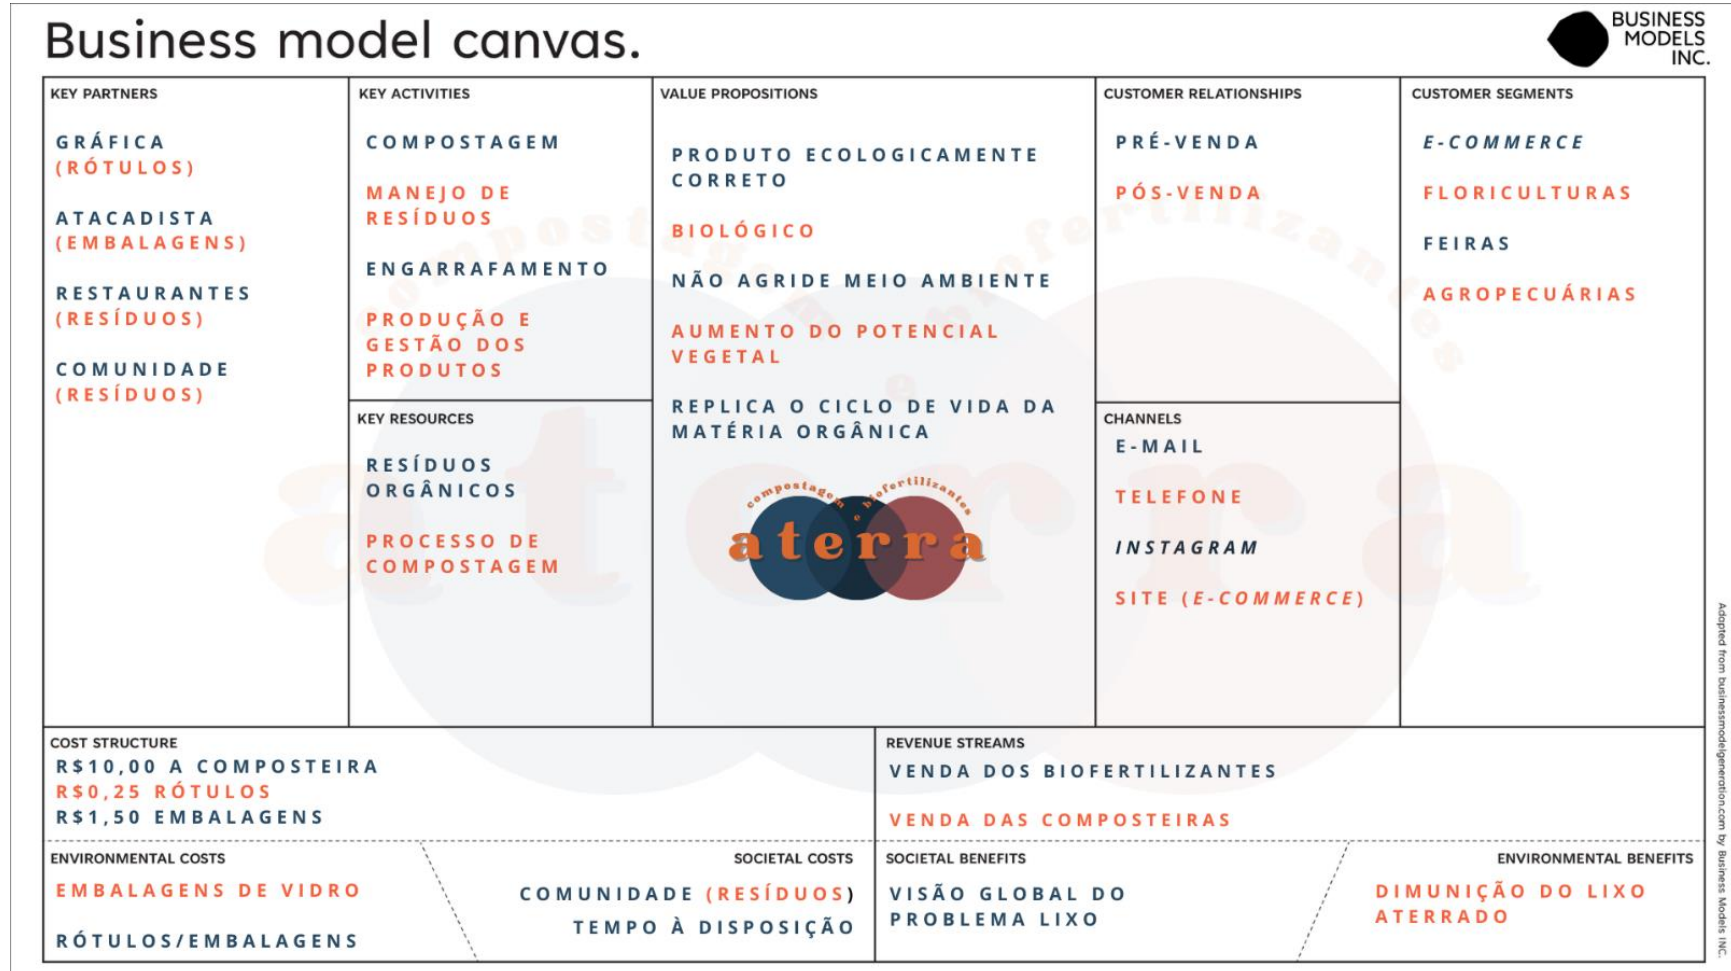 Business model canvas.
BUSINESS
MODELS
INC.
KEY PARTNERS
GRÁFICA
(RÓTULOS)
ATACADISTA
(EMBALAGENS)
RESTAURANTES
(RESÍDUOS)
COMUNIDADE
(RESÍDUOS)
KEY ACTIVITIES
COMPOSTAGEM
MANEJO DE
RESÍDUOS
ENGARRAFAMENTO
PRODUÇÃO E
GESTÃO DOS
PRODUTOS
KEY RESOURCES
RESÍDUOS
ORGÂNICOS
PROCESSO DE
COMPOSTAGEM
VALUE PROPOSITIONS
PRODUTO ECOLOGICAMENTE
CORRETO
BIOLÓGICO
NÃO AGRIDE MEIO AMBIENTE
AUMENTO DO POTENCIAL
VEGETAL
REPLICA O CICLO DE VIDA DA
MATÉRIA ORGÂNICA
compostagem e biofertilizantes
aterra
CUSTOMER RELATIONSHIPS
PRÉ-VENDA
PÓS-VENDA
CHANNELS
E-MAIL
TELEFONE
INSTAGRAM
SITE (E-COMMERCE)
CUSTOMER SEGMENTS
E-COMMERCE
FLORICULTURAS
FEIRAS
AGROPECUÁRIAS
compostagem e biofertilizantes
aterra
COST STRUCTURE
R$10,00 A COMPOSTEIRA
R$0,25 RÓTULOS
R$1,50 EMBALAGENS
REVENUE STREAMS
VENDA DOS BIOFERTILIZANTES
VENDA DAS COMPOSTEIRAS
ENVIRONMENTAL COSTS
EMBALAGENS DE VIDRO
RÓTULOS/EMBALAGENS
SOCIETAL COSTS
COMUNIDADE (RESÍDUOS)
TEMPO À DISPOSIÇÃO
SOCIETAL BENEFITS
VISÃO GLOBAL DO
PROBLEMA LIXO
ENVIRONMENTAL BENEFITS
DIMUNIÇÃO DO LIXO
ATERRADO
Adapted from businessmodelgeneration.com by Business Models INC.